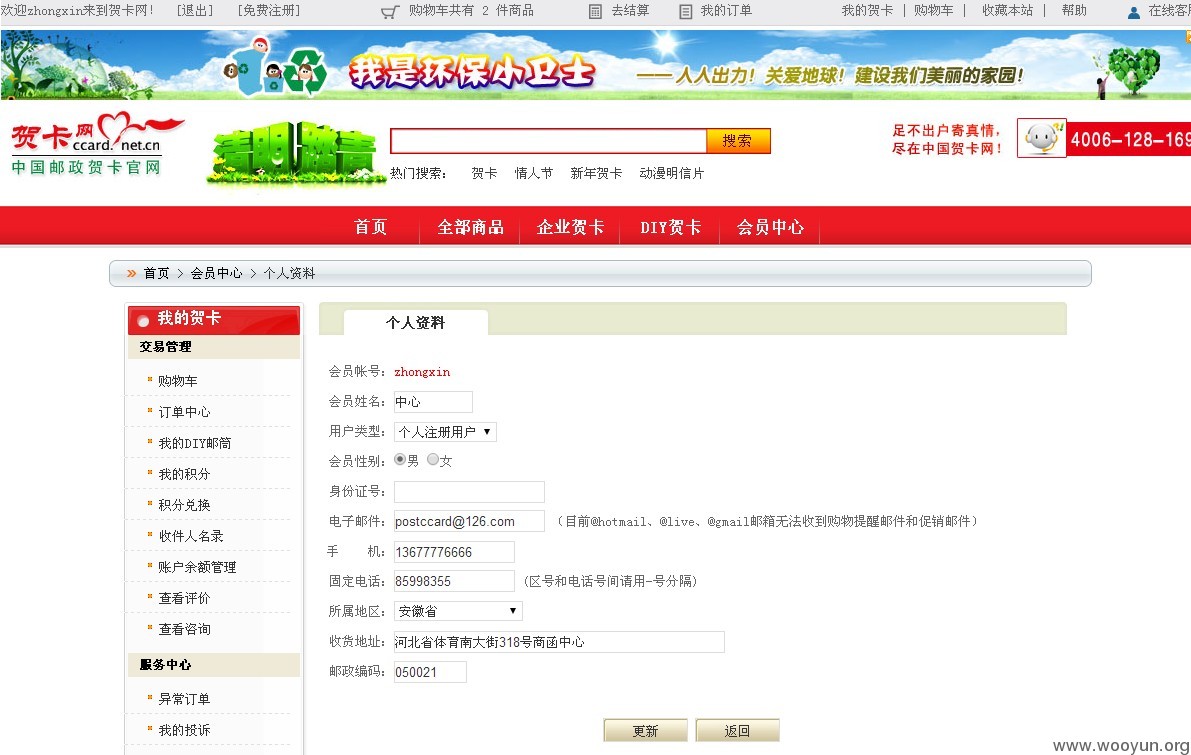 欢迎zhongxin来到贺卡网! [退出] [免费注册] 购物车共有 2 件商品 去结算 我的订单 我的贺卡 | 购物车 | 收藏本站 | 帮助 在线客服
我是环保小卫士 ——人人出力！关爱地球！建设我们美丽的家园！
贺卡网 ccard.net.cn
中国邮政贺卡官网
清明踏青
搜索
热门搜索： 贺卡 情人节 新年贺卡 动漫明信片
足不出户寄真情，
尽在中国贺卡网！
4006-128-169
首页 全部商品 企业贺卡 DIY贺卡 会员中心
» 首页 > 会员中心 > 个人资料
我的贺卡
交易管理
购物车
订单中心
我的DIY邮筒
我的积分
积分兑换
收件人名录
账户余额管理
查看评价
查看咨询
服务中心
异常订单
我的投诉
个人资料
会员帐号： zhongxin
会员姓名： 中心
用户类型： 个人注册用户
会员性别： 男 女
身份证号：
电子邮件： postccard@126.com （目前@hotmail、@live、@gmail邮箱无法收到购物提醒邮件和促销邮件）
手 机： 13677776666
固定电话： 85998355 (区号和电话号间请用-号分隔)
所属地区： 安徽省
收货地址： 河北省体育南大街318号商函中心
邮政编码： 050021
更新 返回
www.wooyun.org